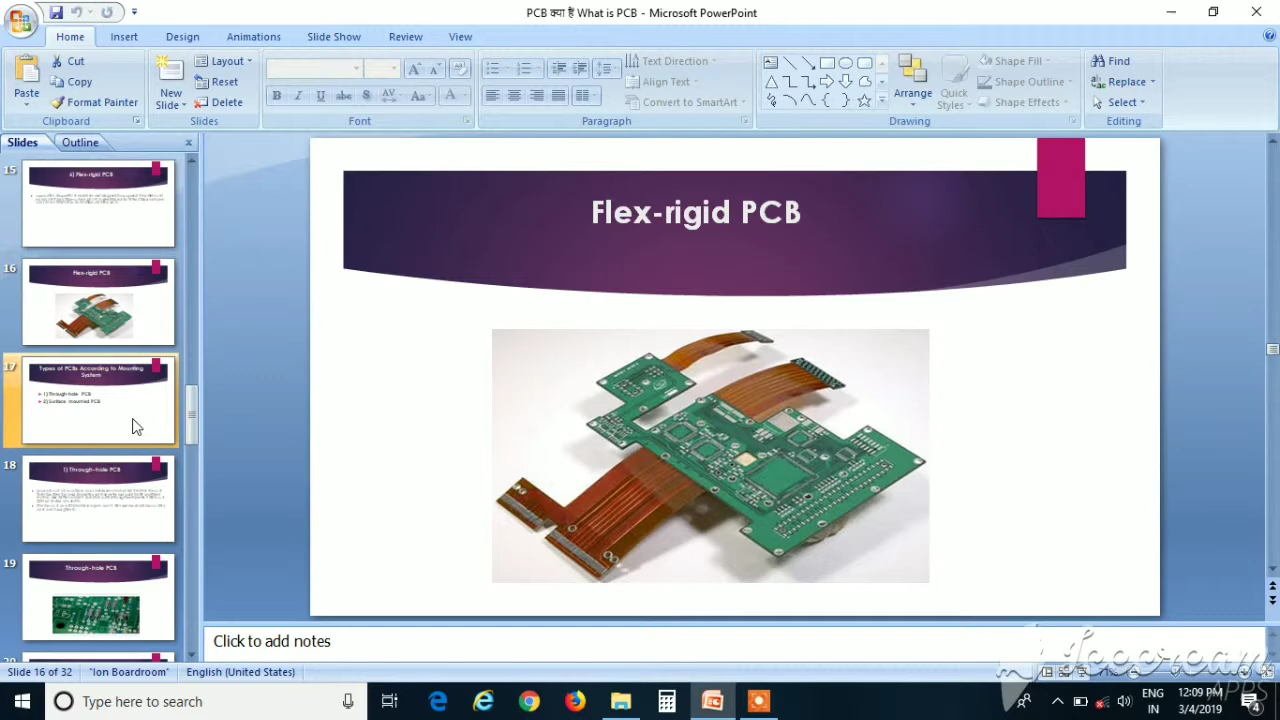 PCB क्या हैं What is PCB - Microsoft PowerPoint
Home Insert Design Animations Slide Show Review View
Paste
Cut
Copy
Format Painter
Clipboard
New
Slide
Layout
Reset
Delete
Slides
B I U abc S AV Aa A
Font
Text Direction
Align Text
Convert to SmartArt
Paragraph
Arrange
Quick
Styles
Shape Fill
Shape Outline
Shape Effects
Drawing
Find
Replace
Select
Editing
Slides Outline
15
Flex-rigid PCB
16
Flex-rigid PCB
17
Types of PCBs According to Mounting
System
1) Through-hole PCB
2) Surface mounted PCB
18
1) Through-hole PCB
19
Through-hole PCB
Flex-rigid PCB
Click to add notes
Slide 16 of 32 "Ion Boardroom" English (United States)
Type here to search
ENG
IN
12:09 PM
3/4/2019
4
APPS